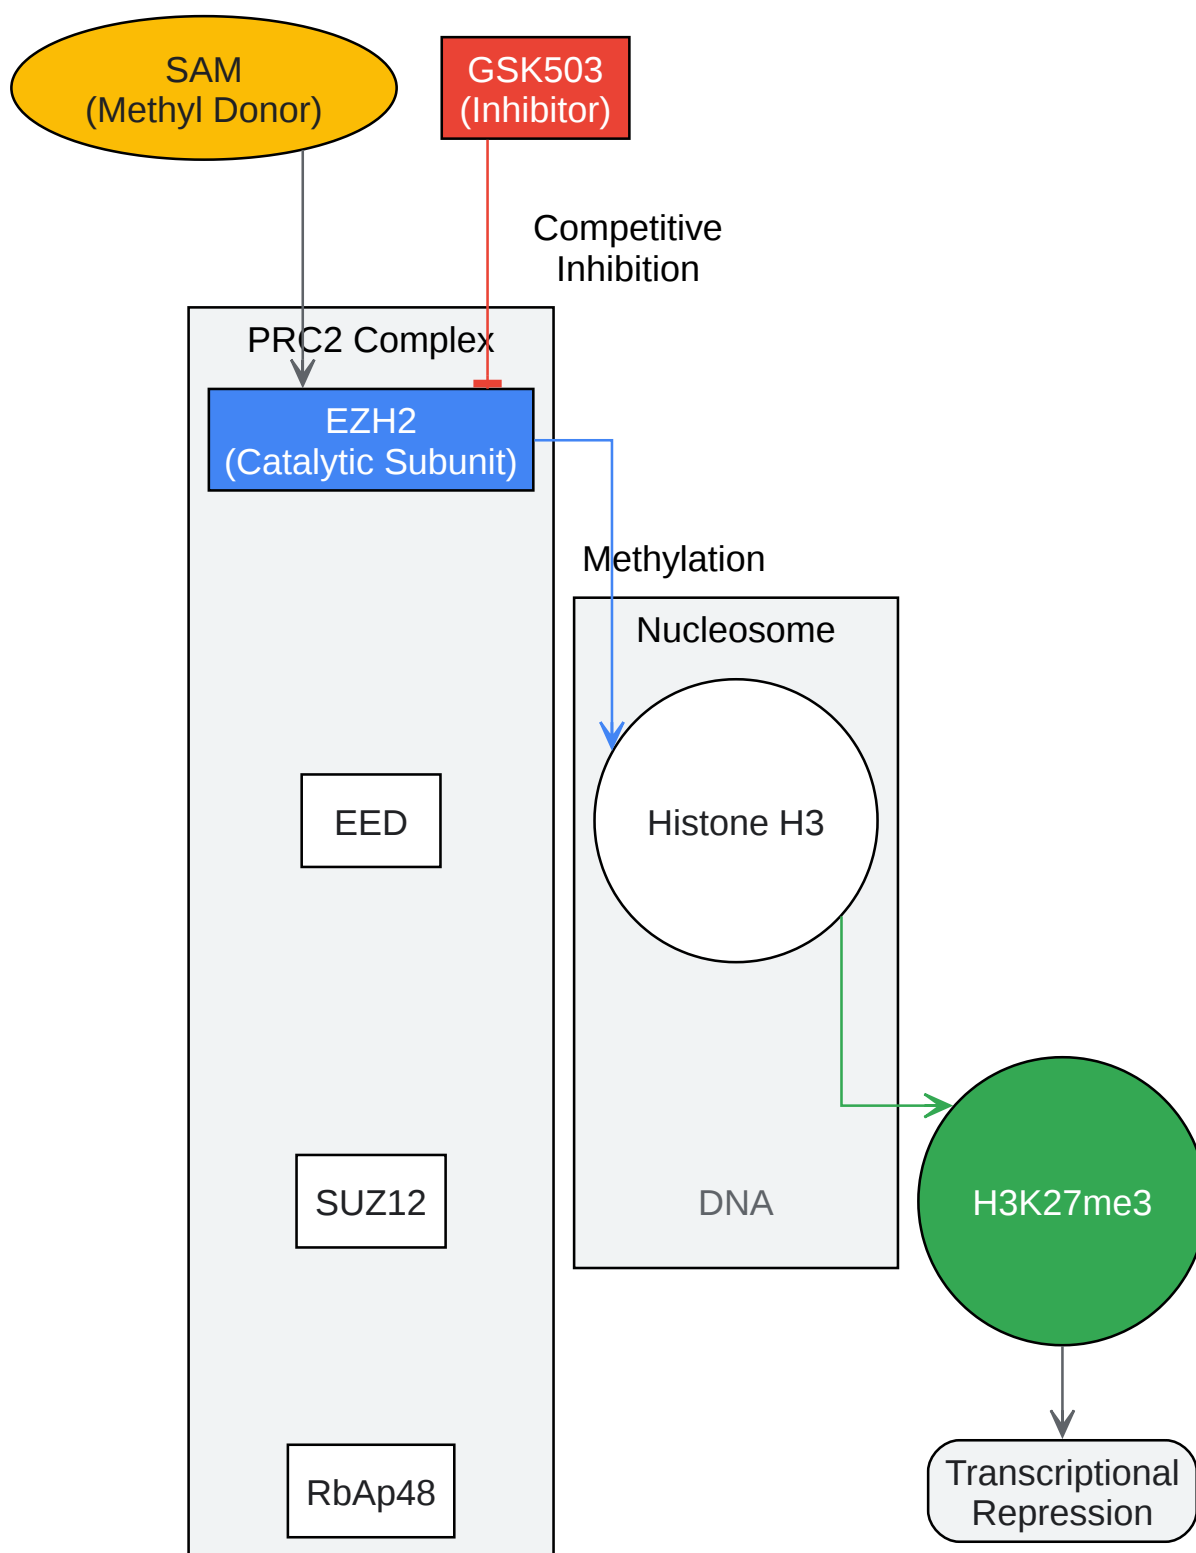 SAM
(Methyl Donor)
GSK503
(Inhibitor)
Competitive
Inhibition
PRC2 Complex
EZH2
(Catalytic Subunit)
Methylation
Nucleosome
EED
Histone H3
SUZ12
DNA
H3K27me3
RbAp48
Transcriptional
Repression